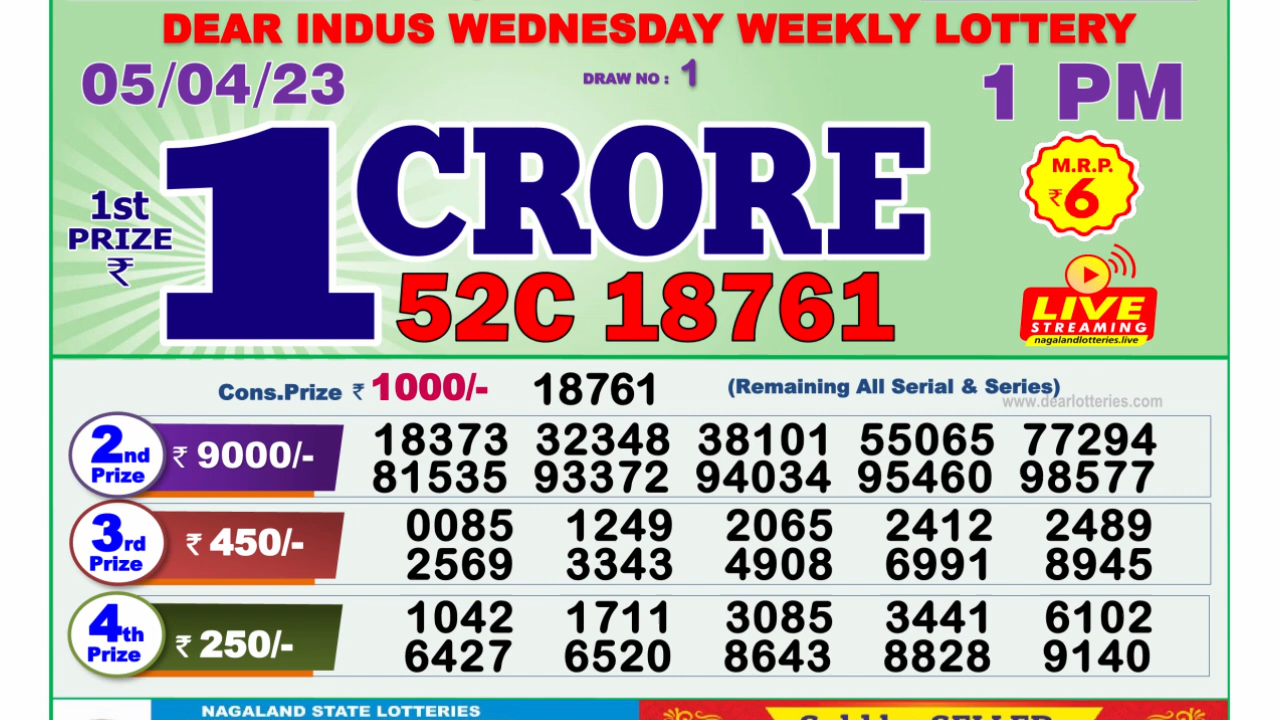 DEAR INDUS WEDNESDAY WEEKLY LOTTERY
05/04/23
DRAW NO : 1
1 PM
1 CRORE
1st
PRIZE
₹
M.R.P.
₹6
52C 18761
LIVE
STREAMING
nagalandlotteries.live
Cons.Prize ₹ 1000/- 18761 (Remaining All Serial & Series)
www.dearlotteries.com
2nd Prize ₹ 9000/-
18373 32348 38101 55065 77294
81535 93372 94034 95460 98577
3rd Prize ₹ 450/-
0085 1249 2065 2412 2489
2569 3343 4908 6991 8945
4th Prize ₹ 250/-
1042 1711 3085 3441 6102
6427 6520 8643 8828 9140
NAGALAND STATE LOTTERIES